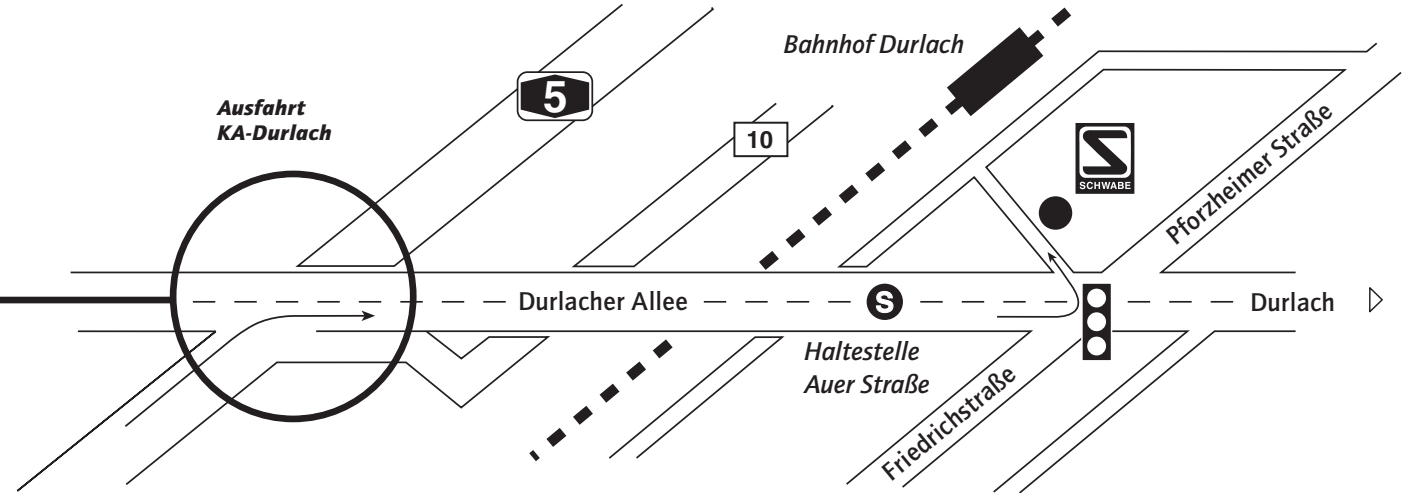 Bahnhof Durlach
5
Ausfahrt
KA-Durlach
10
SCHWABE
Pforzheimer Straße
Durlacher Allee
S
Durlach
Haltestelle
Auer Straße
Friedrichstraße